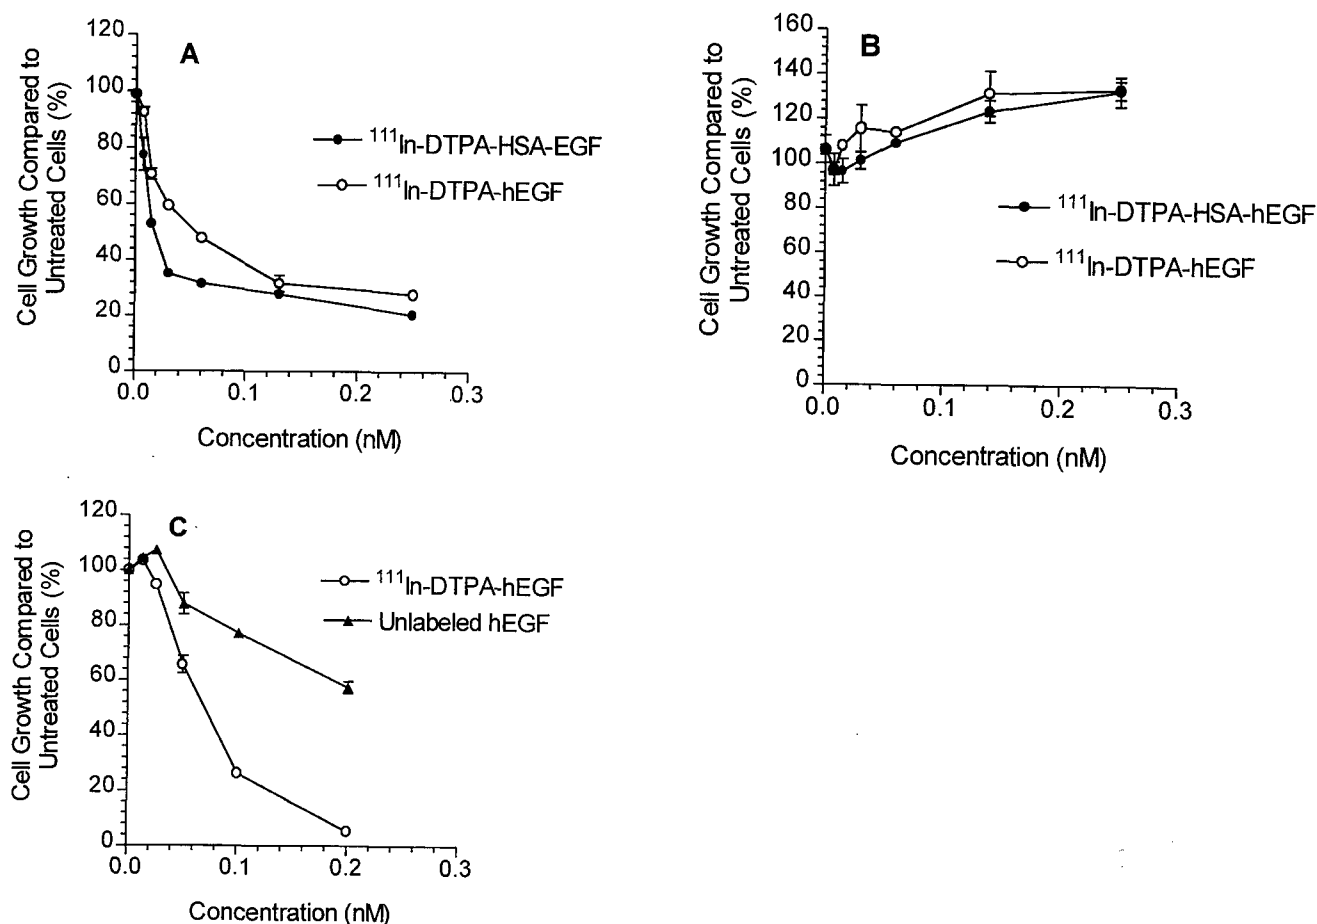 A
Cell Growth Compared to
Untreated Cells (%)
120
100
80
60
40
20
0
0.0 0.1 0.2 0.3
Concentration (nM)
111In-DTPA-HSA-EGF
111In-DTPA-hEGF
B
Cell Growth Compared to
Untreated Cells (%)
160
140
120
100
80
60
40
20
0
0.0 0.1 0.2 0.3
Concentration (nM)
111In-DTPA-HSA-hEGF
111In-DTPA-hEGF
C
Cell Growth Compared to
Untreated Cells (%)
120
100
80
60
40
20
0
0.0 0.1 0.2 0.3
Concentration (nM)
111In-DTPA-hEGF
Unlabeled hEGF